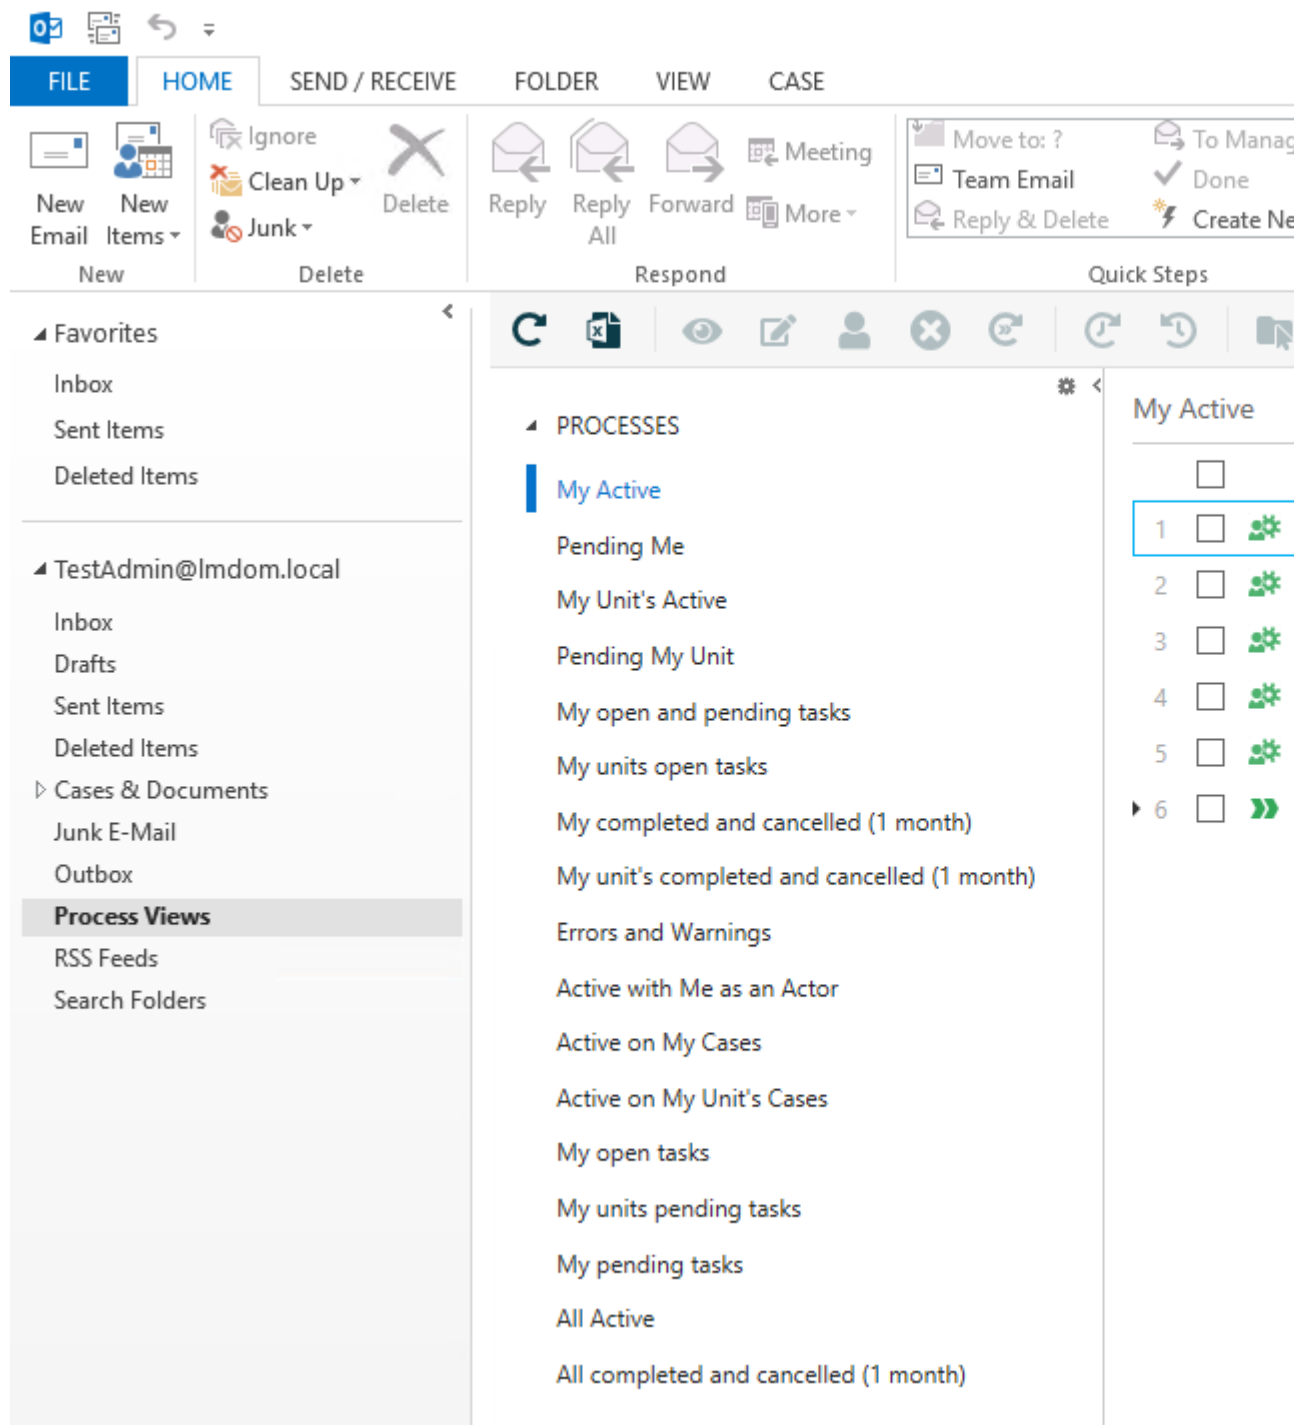 FILE HOME SEND / RECEIVE FOLDER VIEW CASE
New Email
New Items
Ignore
Clean Up
Junk
Delete
Reply
Reply All
Forward
Meeting
More
Move to: ?
Team Email
Reply & Delete
To Manag
Done
Create Ne
New Delete Respond Quick Steps
Favorites
Inbox
Sent Items
Deleted Items
TestAdmin@lmdom.local
Inbox
Drafts
Sent Items
Deleted Items
Cases & Documents
Junk E-Mail
Outbox
Process Views
RSS Feeds
Search Folders
PROCESSES
My Active
Pending Me
My Unit's Active
Pending My Unit
My open and pending tasks
My units open tasks
My completed and cancelled (1 month)
My unit's completed and cancelled (1 month)
Errors and Warnings
Active with Me as an Actor
Active on My Cases
Active on My Unit's Cases
My open tasks
My units pending tasks
My pending tasks
All Active
All completed and cancelled (1 month)
My Active
1
2
3
4
5
6